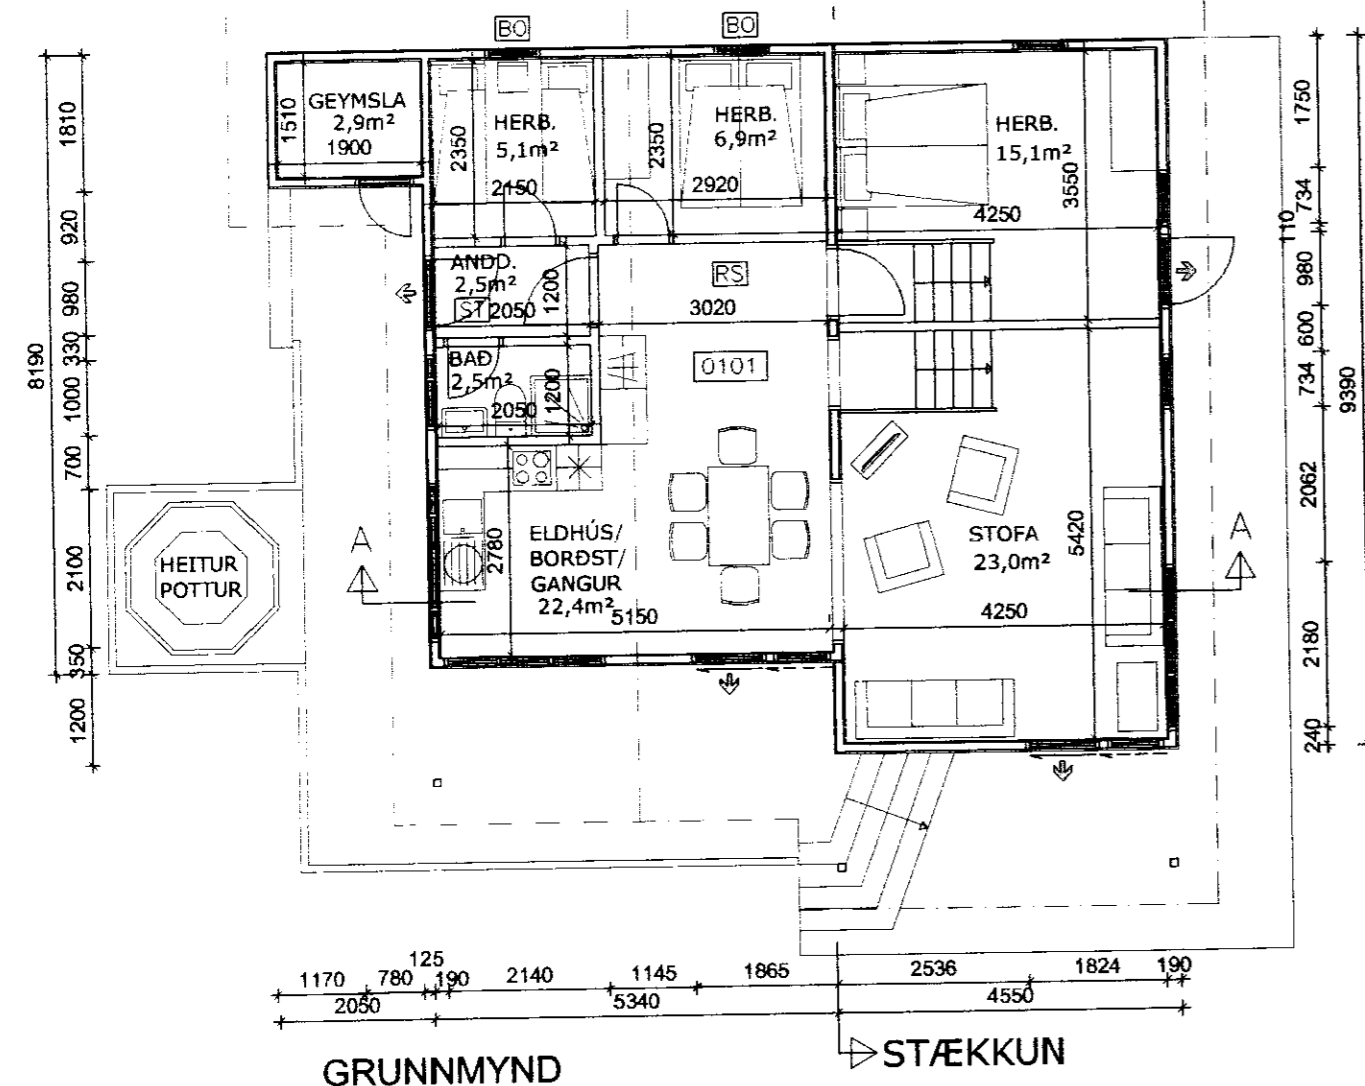 BO
BO
GEYMSLA
2,9m²
1900
1510
HERB.
5,1m²
2350
2150
HERB.
6,9m²
2350
2920
HERB.
15,1m²
3550
4250
ANDD.
2,5m²
ST
2050
1200
RS
3020
BAÐ
2,5m²
1200
2050
0101
ELDHÚS/
BORÐST/
GANGUR
22,4m²
2780
5150
STOFA
23,0m²
5420
4250
HEITUR
POTTUR
A
A
8190
1810
920
980
330
1000
700
2100
350
1200
1750
734
110
980
600
734
2062
2180
240
9390
125
1170
780
190
2140
1145
1865
2536
1824
190
2050
5340
4550
STÆKKUN
GRUNNMYND